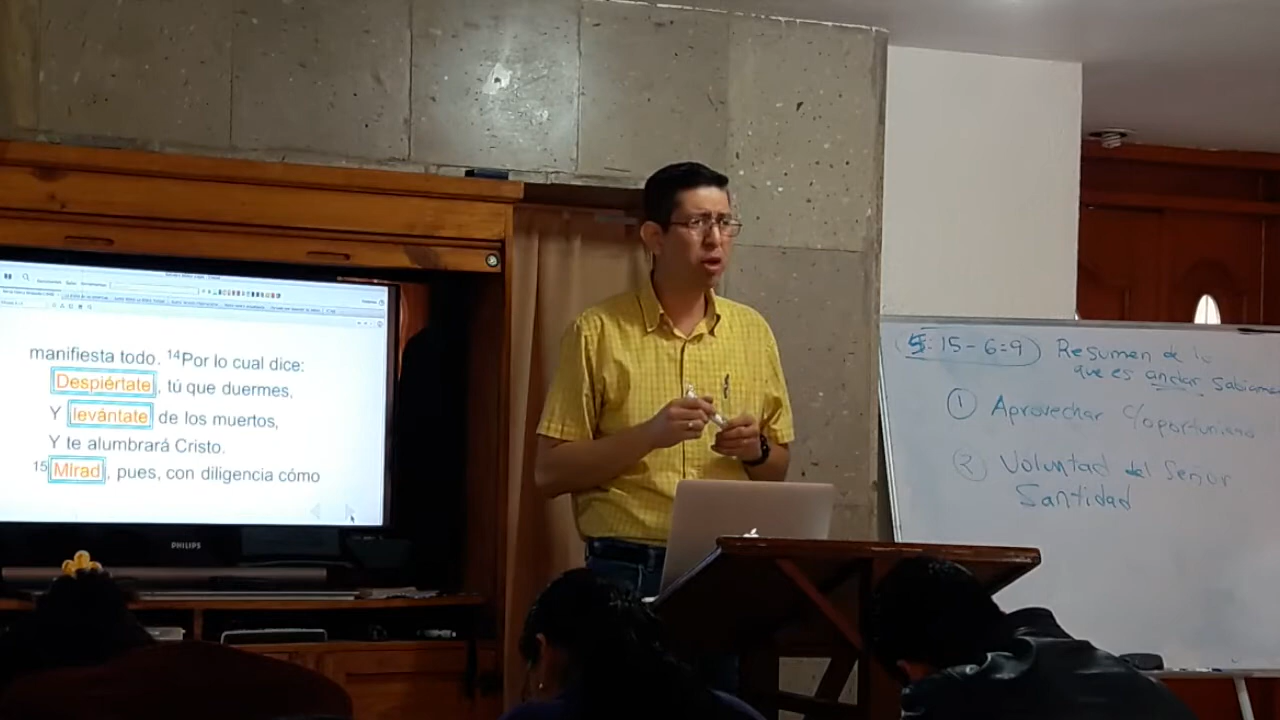 manifiesta todo. 14Por lo cual dice:
Despiértate, tú que duermes,
Y levántate de los muertos,
Y te alumbrará Cristo.
15Mirad, pues, con diligencia cómo
PHILIPS
5:15-6:9 Resumen de lo
que es andar sabiamen
1 Aprovechar c/oportunidad
2 Voluntad del Señor
Santidad